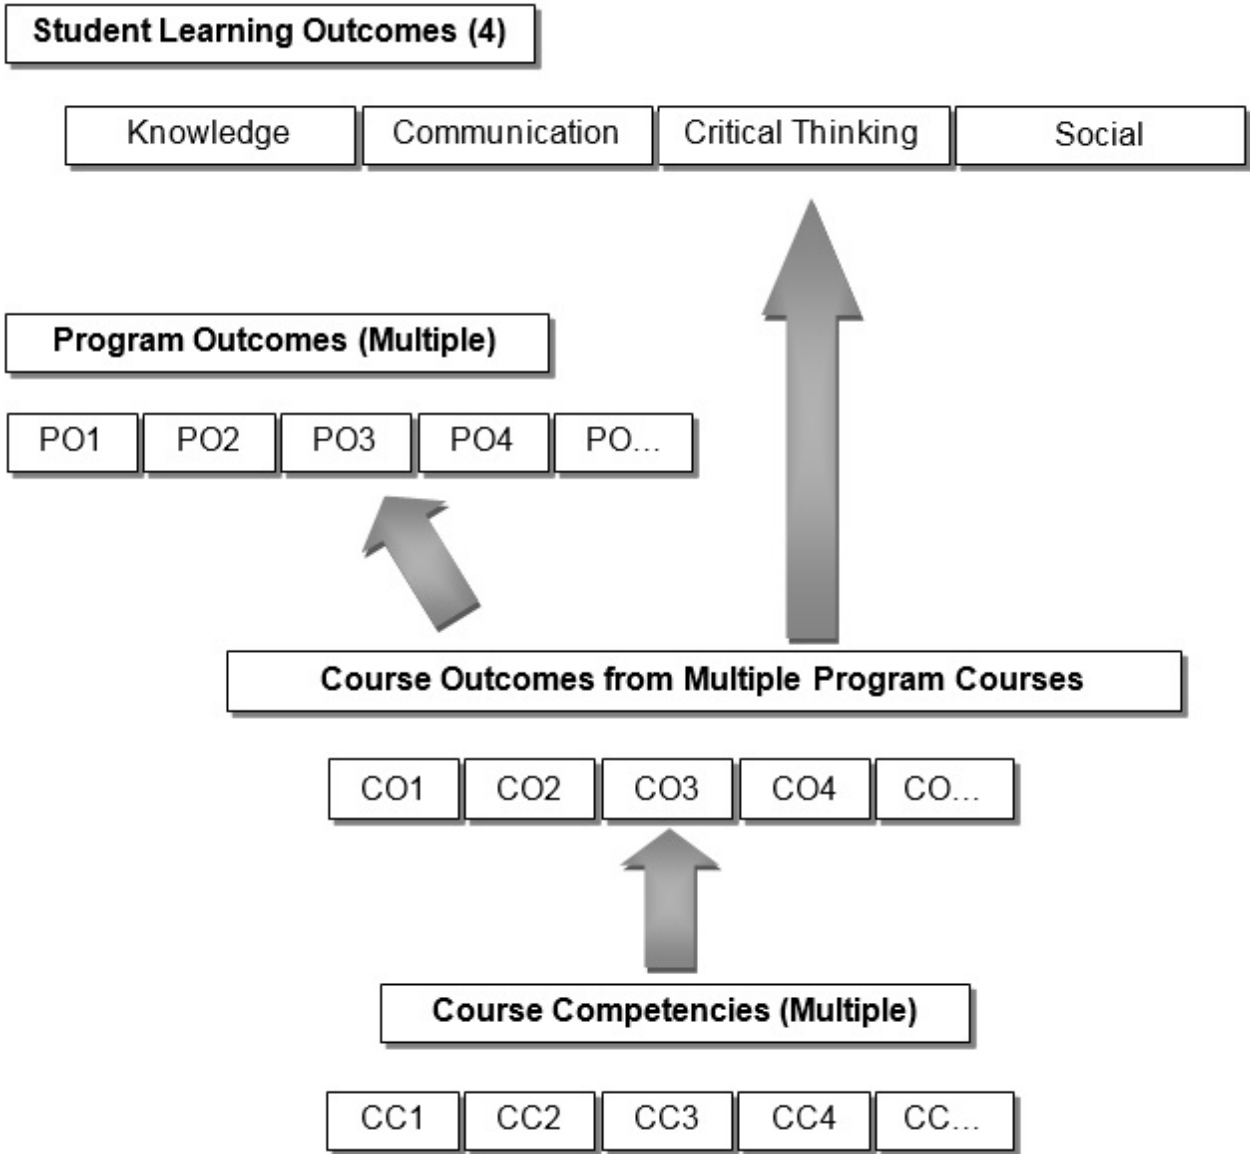 Student Learning Outcomes (4)
Knowledge Communication Critical Thinking Social
Program Outcomes (Multiple)
PO1 PO2 PO3 PO4 PO...
Course Outcomes from Multiple Program Courses
CO1 CO2 CO3 CO4 CO...
Course Competencies (Multiple)
CC1 CC2 CC3 CC4 CC...